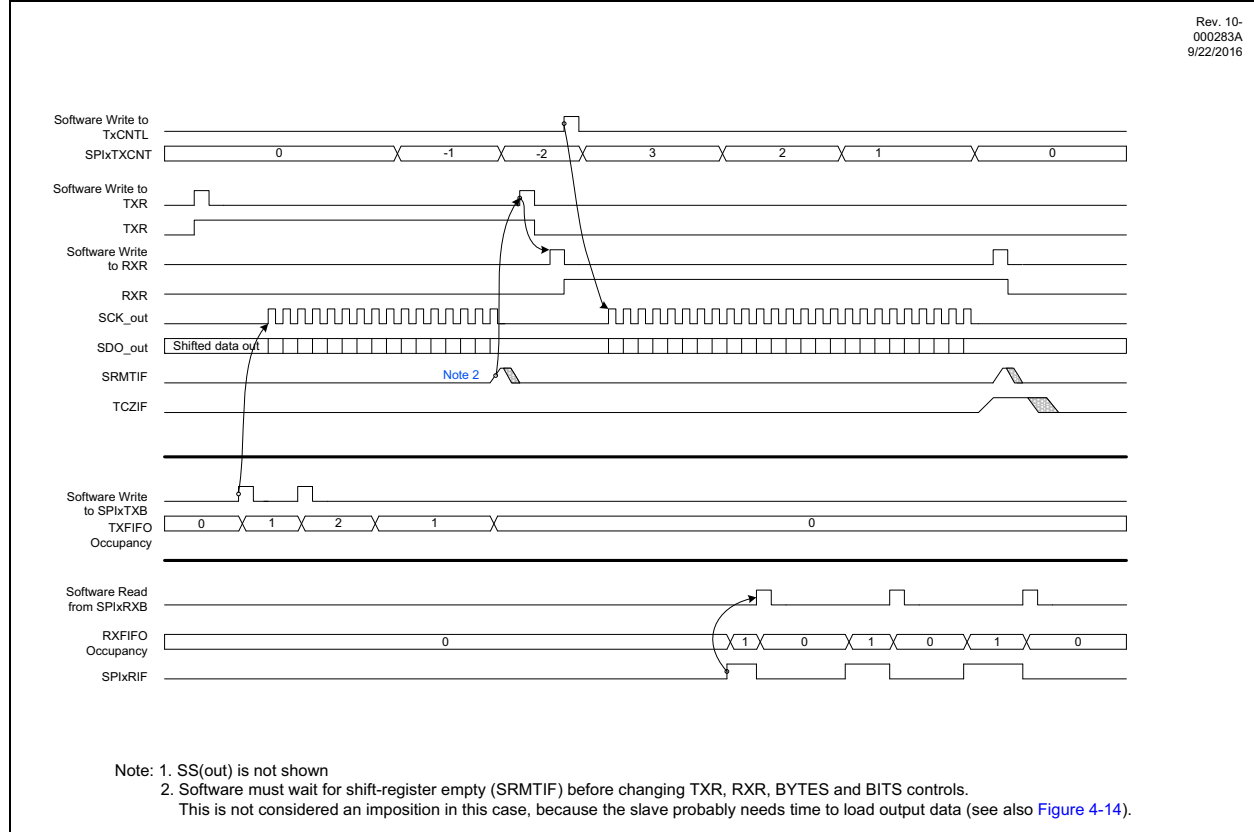 Rev. 10-
000283A
9/22/2016
Software Write to
TxCNTL
SPIxTXCNT 0 -1 -2 3 2 1 0
Software Write to
TXR
TXR
Software Write
to RXR
RXR
SCK_out
SDO_out Shifted data out
SRMTIF Note 2
TCZIF
Software Write
to SPIxTXB
TXFIFO 0 1 2 1 0
Occupancy
Software Read
from SPIxRXB
RXFIFO 0 1 0 1 0 1 0
Occupancy
SPIxRIF
Note: 1. SS(out) is not shown
2. Software must wait for shift-register empty (SRMTIF) before changing TXR, RXR, BYTES and BITS controls.
This is not considered an imposition in this case, because the slave probably needs time to load output data (see also Figure 4-14).